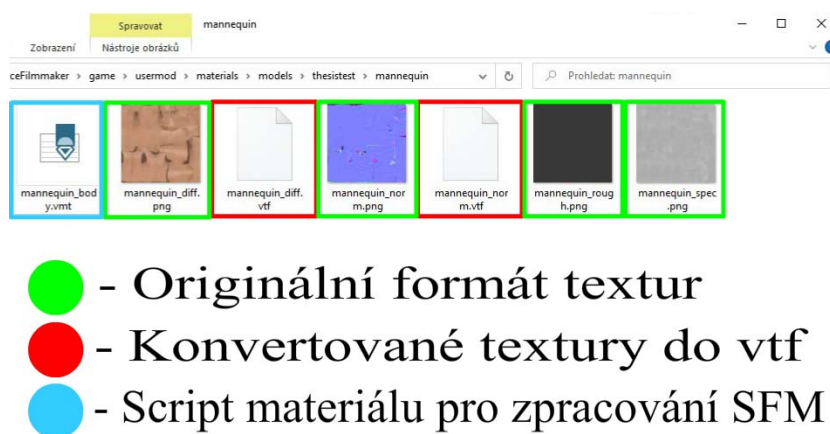 Spravovat mannequin
Zobrazení Nástroje obrázků
ceFilmmaker › game › usermod › materials › models › thesistest › mannequin Prohledat: mannequin
mannequin_bod mannequin_diff. mannequin_diff. mannequin_nor mannequin_nor mannequin_roug mannequin_spec
y.vmt png vtf m.png m.vtf h.png .png
- Originální formát textur
- Konvertované textury do vtf
- Script materiálu pro zpracování SFM